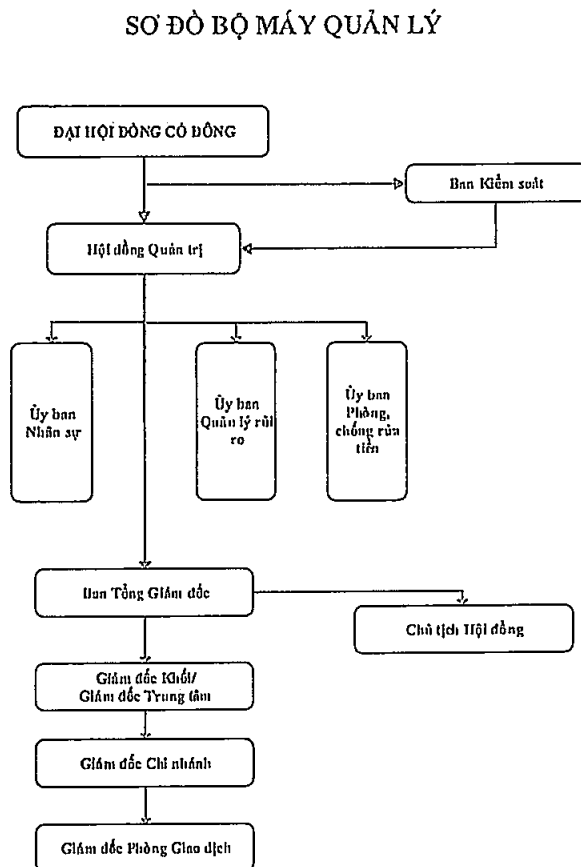 SƠ ĐỒ BỘ MÁY QUẢN LÝ
ĐẠI HỘI ĐỒNG CỔ ĐÔNG
Ban Kiểm soát
Hội đồng Quản trị
Ủy ban
Nhân sự
Ủy ban
Quản lý rủi
ro
Ủy ban
Phòng,
chống rửa
tiền
Ban Tổng Giám đốc
Chủ tịch Hội đồng
Giám đốc Khối/
Giám đốc Trung tâm
Giám đốc Chi nhánh
Giám đốc Phòng Giao dịch